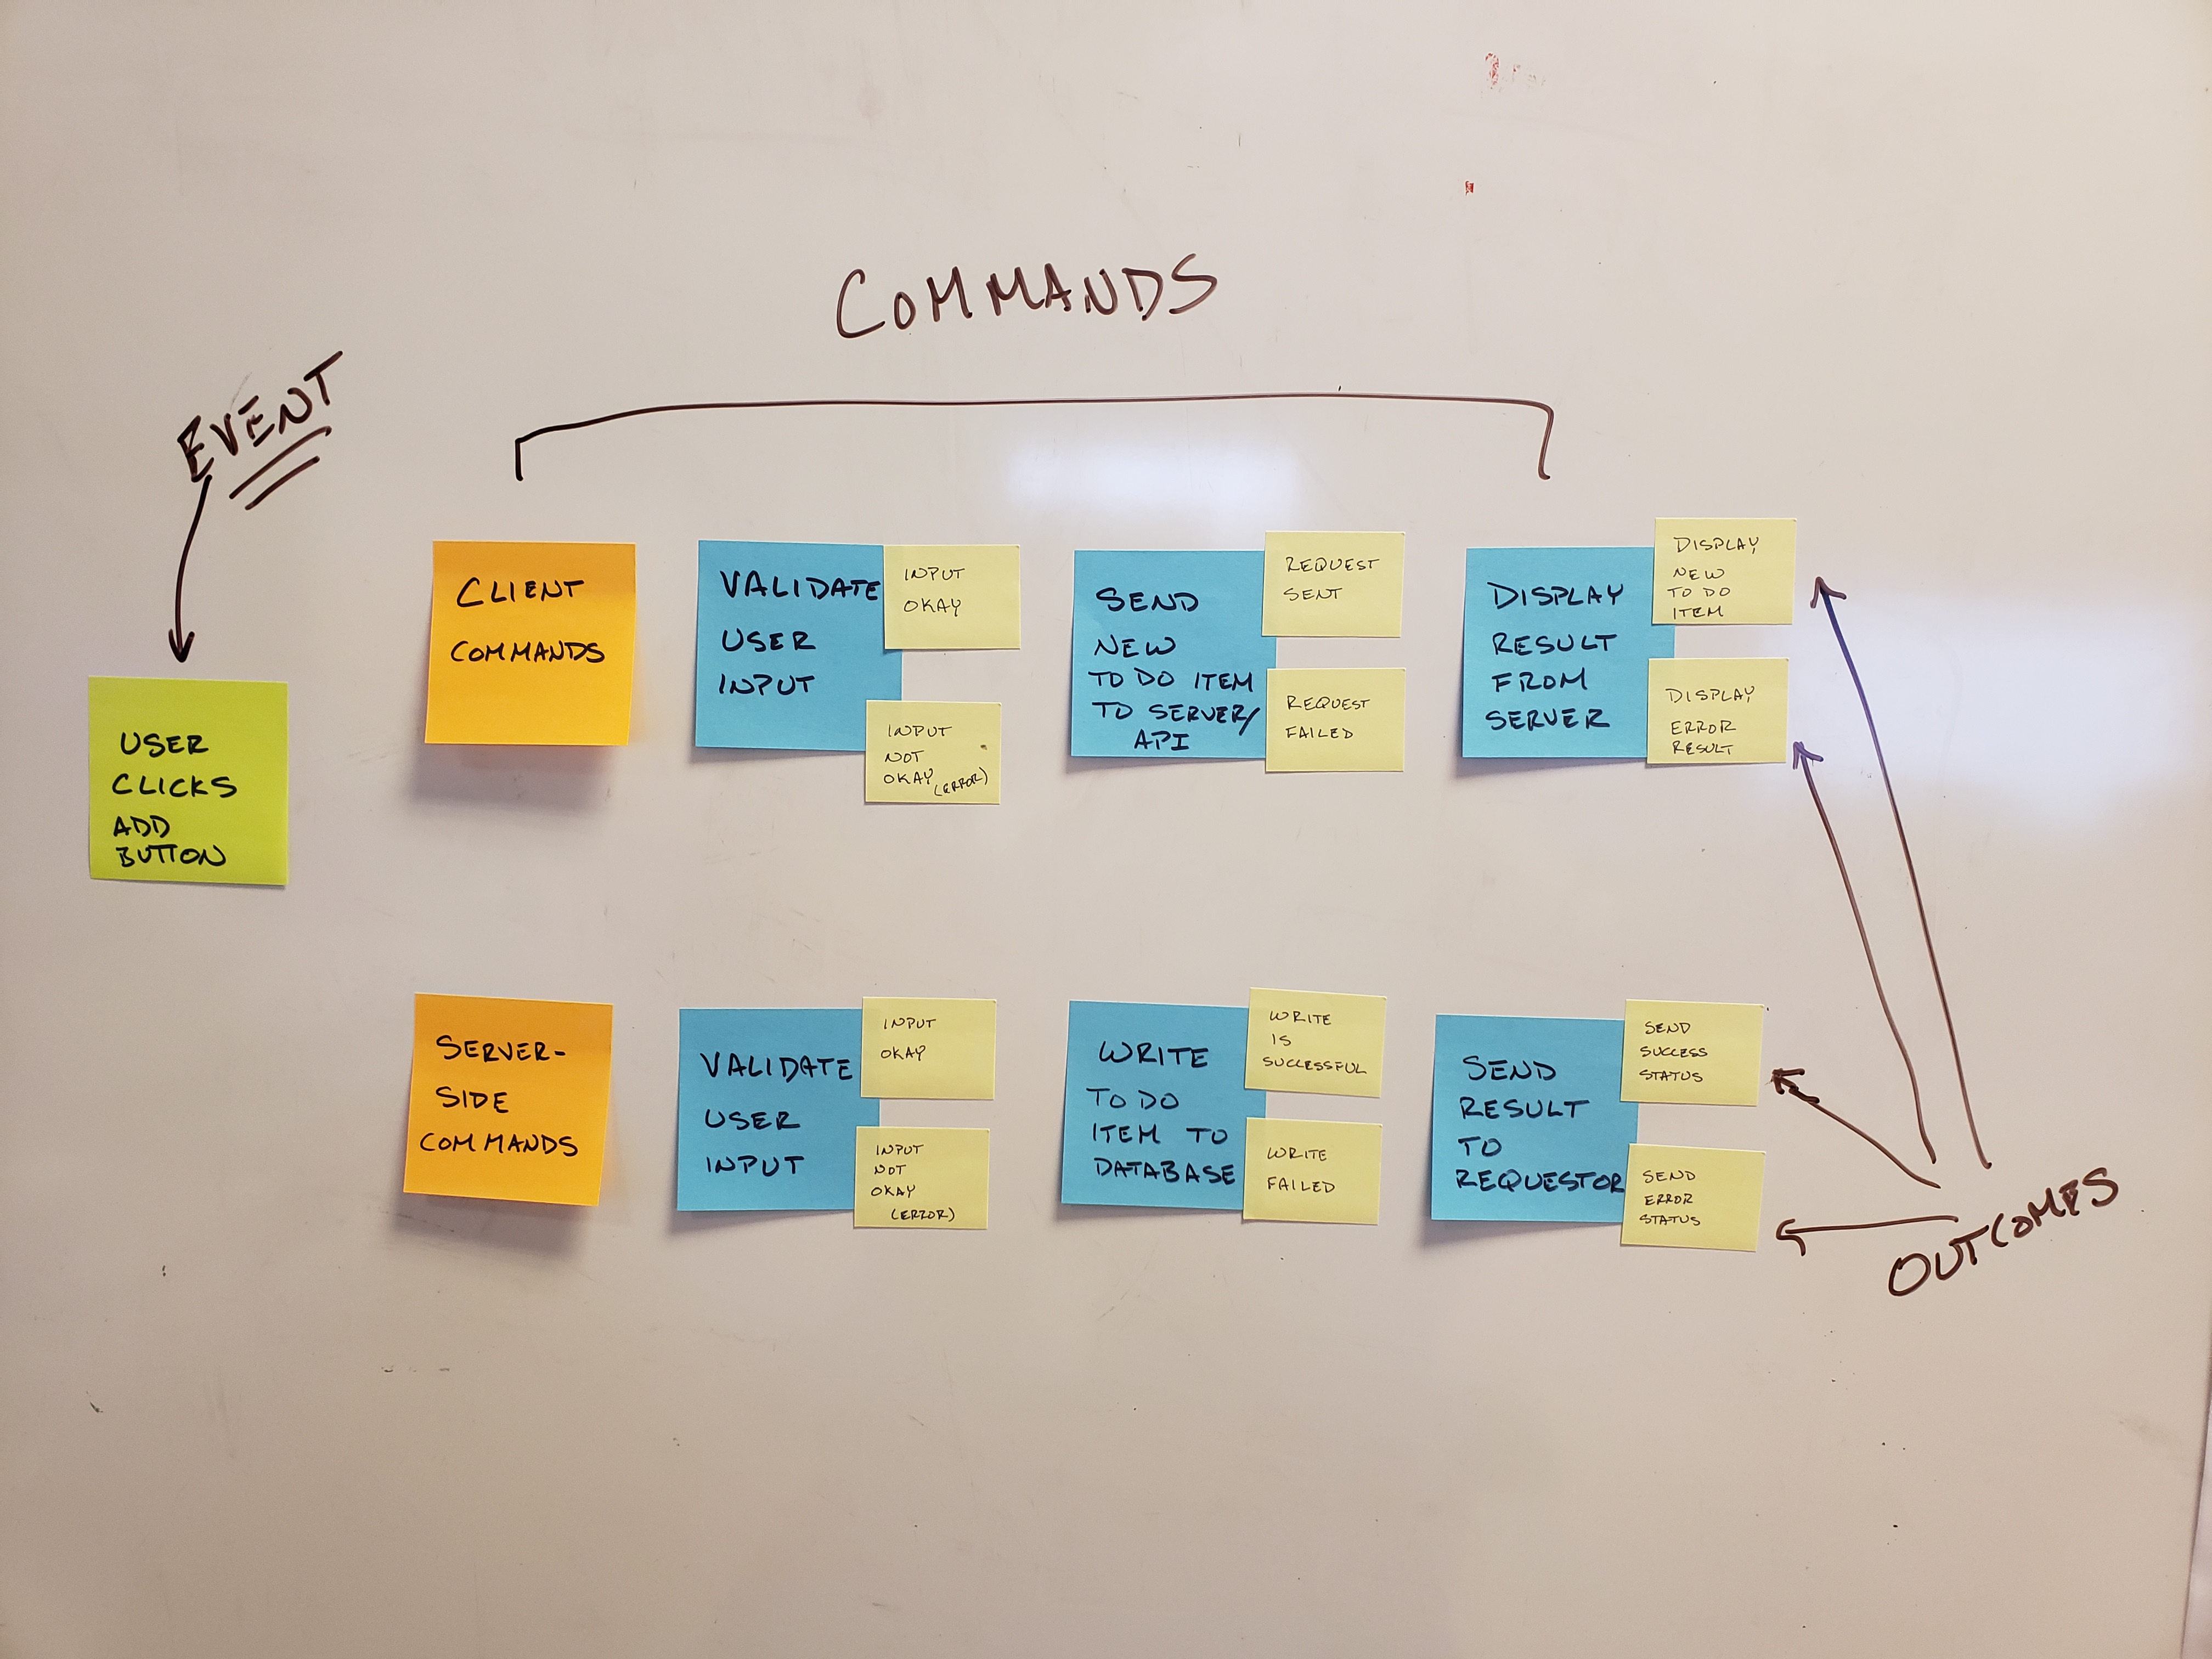 COMMANDS
EVENT
USER
CLICKS
ADD
BUTTON
CLIENT
COMMANDS
VALIDATE
USER
INPUT
INPUT
OKAY
INPUT
NOT
OKAY (ERROR)
SEND
NEW
TO DO ITEM
TO SERVER/
API
REQUEST
SENT
REQUEST
FAILED
DISPLAY
RESULT
FROM
SERVER
DISPLAY
NEW
TO DO
ITEM
DISPLAY
ERROR
RESULT
SERVER-
SIDE
COMMANDS
VALIDATE
USER
INPUT
INPUT
OKAY
INPUT
NOT
OKAY
(ERROR)
WRITE
TO DO
ITEM TO
DATABASE
WRITE
IS
SUCCESSFUL
WRITE
FAILED
SEND
RESULT
TO
REQUESTOR
SEND
SUCCESS
STATUS
SEND
ERROR
STATUS
OUTCOMES